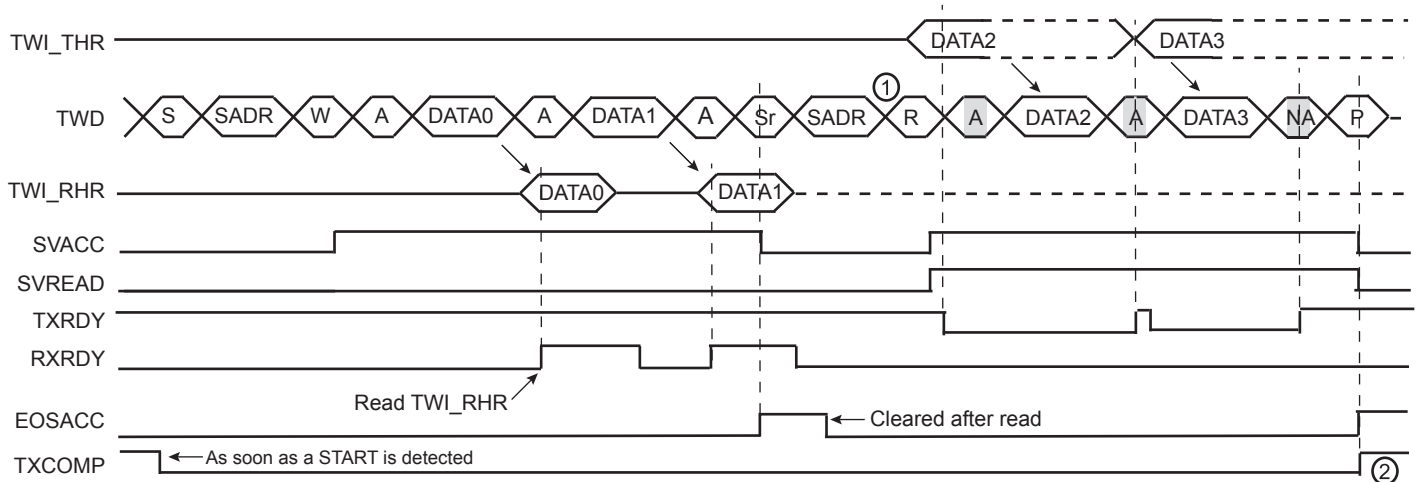 TWI_THR DATA2 DATA3
①
TWD S SADR W A DATA0 A DATA1 A Sr SADR R A DATA2 A DATA3 NA P
TWI_RHR DATA0 DATA1
SVACC
SVREAD
TXRDY
RXRDY
Read TWI_RHR
EOSACC Cleared after read
TXCOMP As soon as a START is detected ②